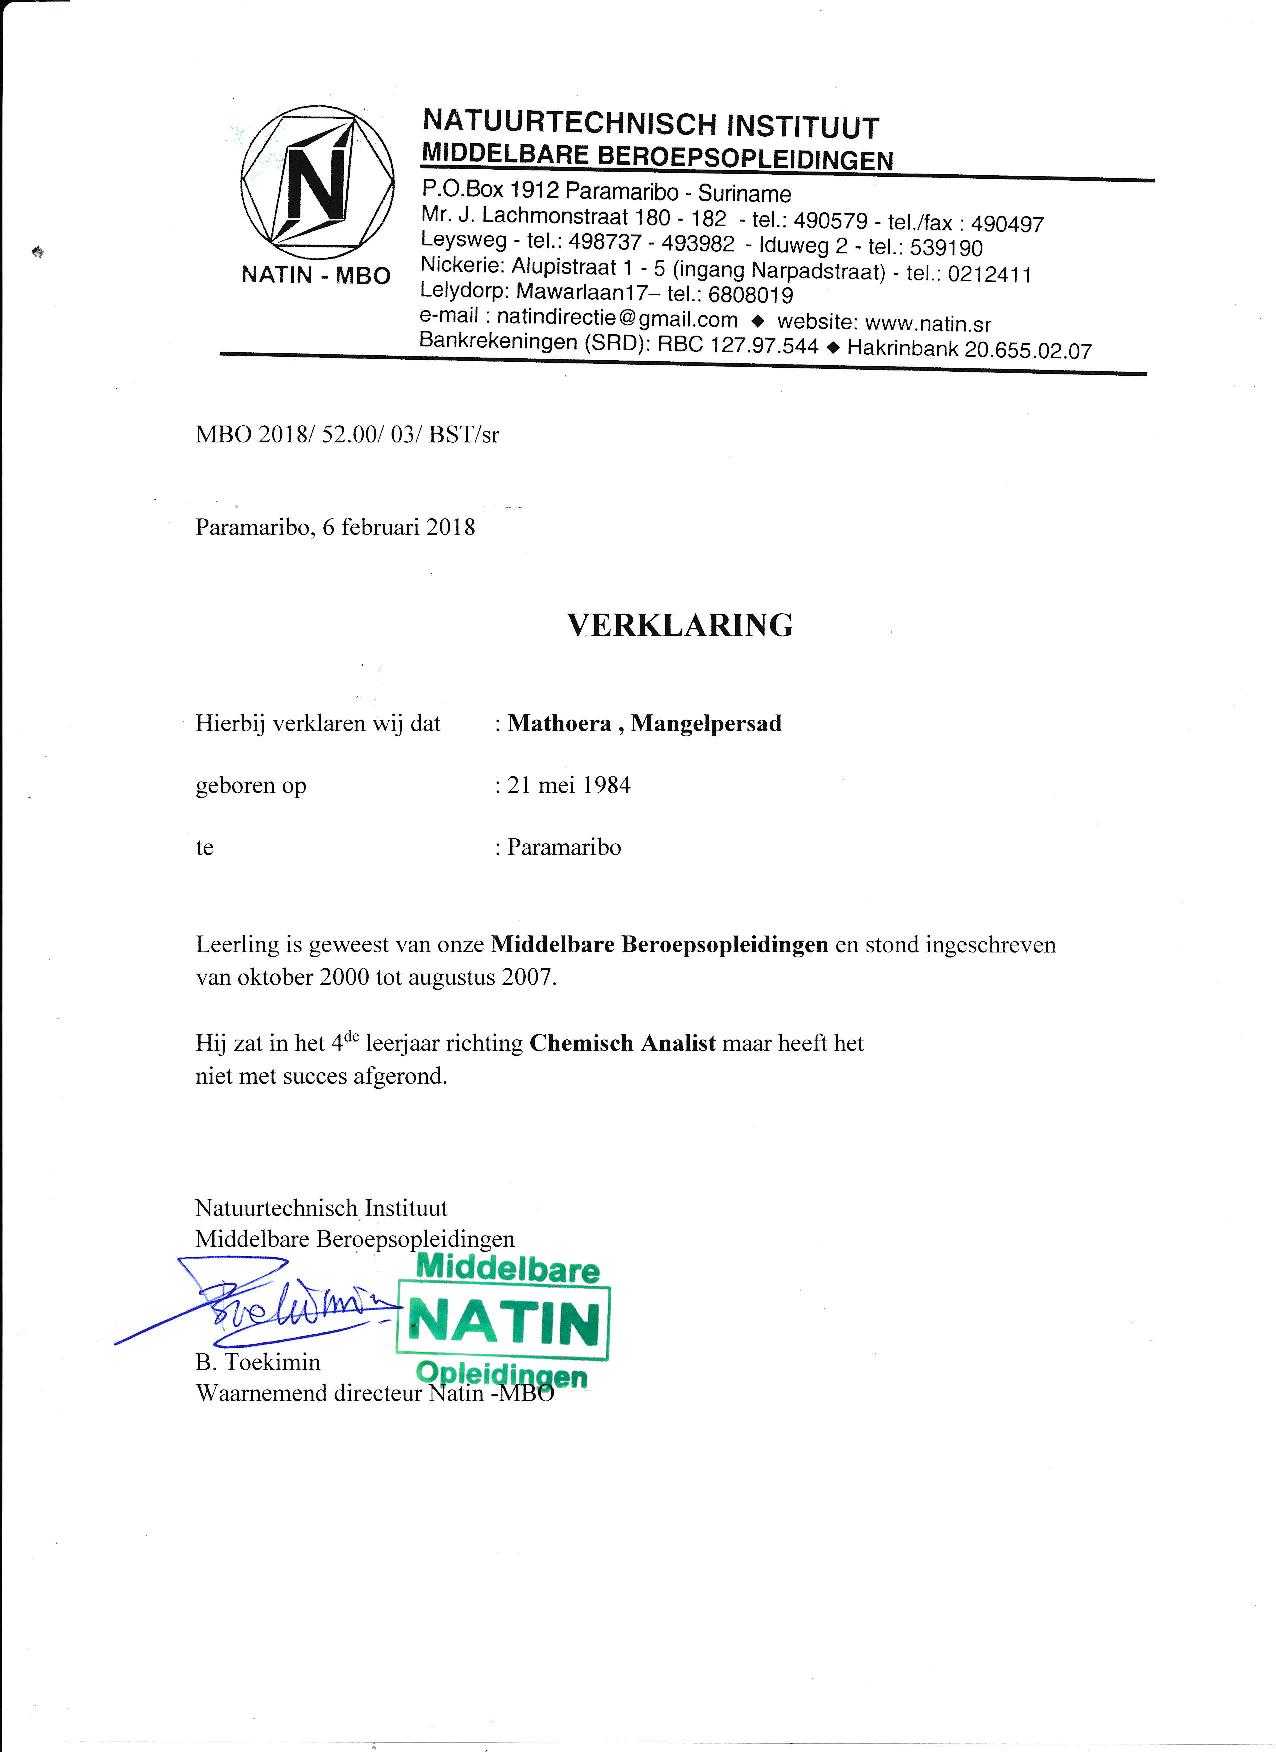 N
NATIN - MBO
NATUURTECHNISCH INSTITUUT
MIDDELBARE BEROEPSOPLEIDINGEN
P.O.Box 1912 Paramaribo - Suriname
Mr. J. Lachmonstraat 180 - 182 - tel.: 490579 - tel./fax : 490497
Leysweg - tel.: 498737 - 493982 - Iduweg 2 - tel.: 539190
Nickerie: Alupistraat 1 - 5 (ingang Narpadstraat) - tel.: 0212411
Lelydorp: Mawarlaan17– tel.: 6808019
e-mail : natindirectie@gmail.com ◆ website: www.natin.sr
Bankrekeningen (SRD): RBC 127.97.544 ◆ Hakrinbank 20.655.02.07
MBO 2018/ 52.00/ 03/ BST/sr
Paramaribo, 6 februari 2018
VERKLARING
Hierbij verklaren wij dat : Mathoera , Mangelpersad
geboren op : 21 mei 1984
te : Paramaribo
Leerling is geweest van onze Middelbare Beroepsopleidingen en stond ingeschreven
van oktober 2000 tot augustus 2007.
Hij zat in het 4de leerjaar richting Chemisch Analist maar heeft het
niet met succes afgerond.
Natuurtechnisch Instituut
Middelbare Beroepsopleidingen
Middelbare
NATIN
Opleidingen
B. Toekimin
Waarnemend directeur Natin -MBO